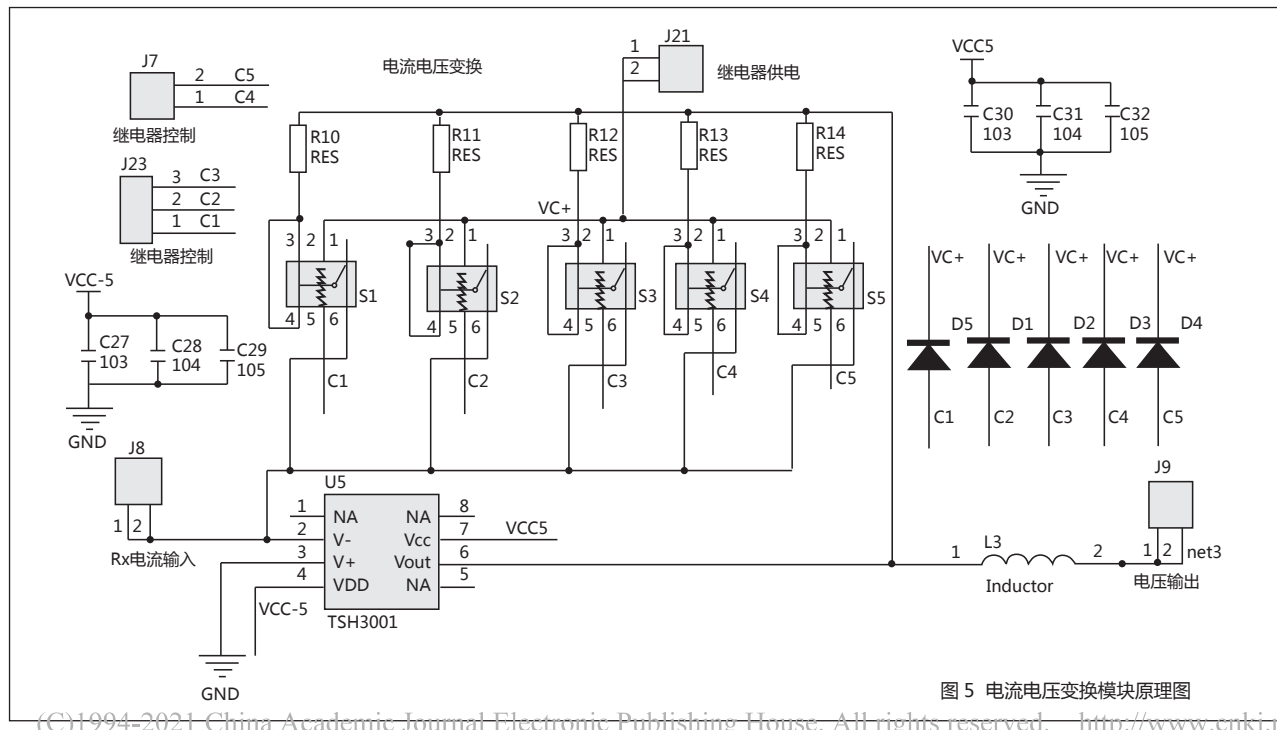 J7
2 C5
1 C4
继电器控制
J23
3 C3
2 C2
1 C1
继电器控制
电流电压变换
J21
1
2
继电器供电
VCC5
C30
103
C31
104
C32
105
GND
R10
RES
R11
RES
R12
RES
R13
RES
R14
RES
VC+
3 2 1
3 2 1
3 2 1
3 2 1
3 2 1
S1
S2
S3
S4
S5
4 5 6
4 5 6
4 5 6
4 5 6
4 5 6
C1
C2
C3
C4
C5
VCC-5
C27
103
C28
104
C29
105
GND
VC+ VC+ VC+ VC+ VC+
D5 D1 D2 D3 D4
C1 C2 C3 C4 C5
J8
1 2
Rx电流输入
U5
1 NA NA 8
2 V- Vcc 7 VCC5
3 V+ Vout 6
4 VDD NA 5
VCC-5
TSH3001
GND
1 L3 2
Inductor
J9
1 2 net3
电压输出
图 5 电流电压变换模块原理图
(C)1994-2021 China Academic Journal Electronic Publishing House. All rights reserved. http://www.cnki.n